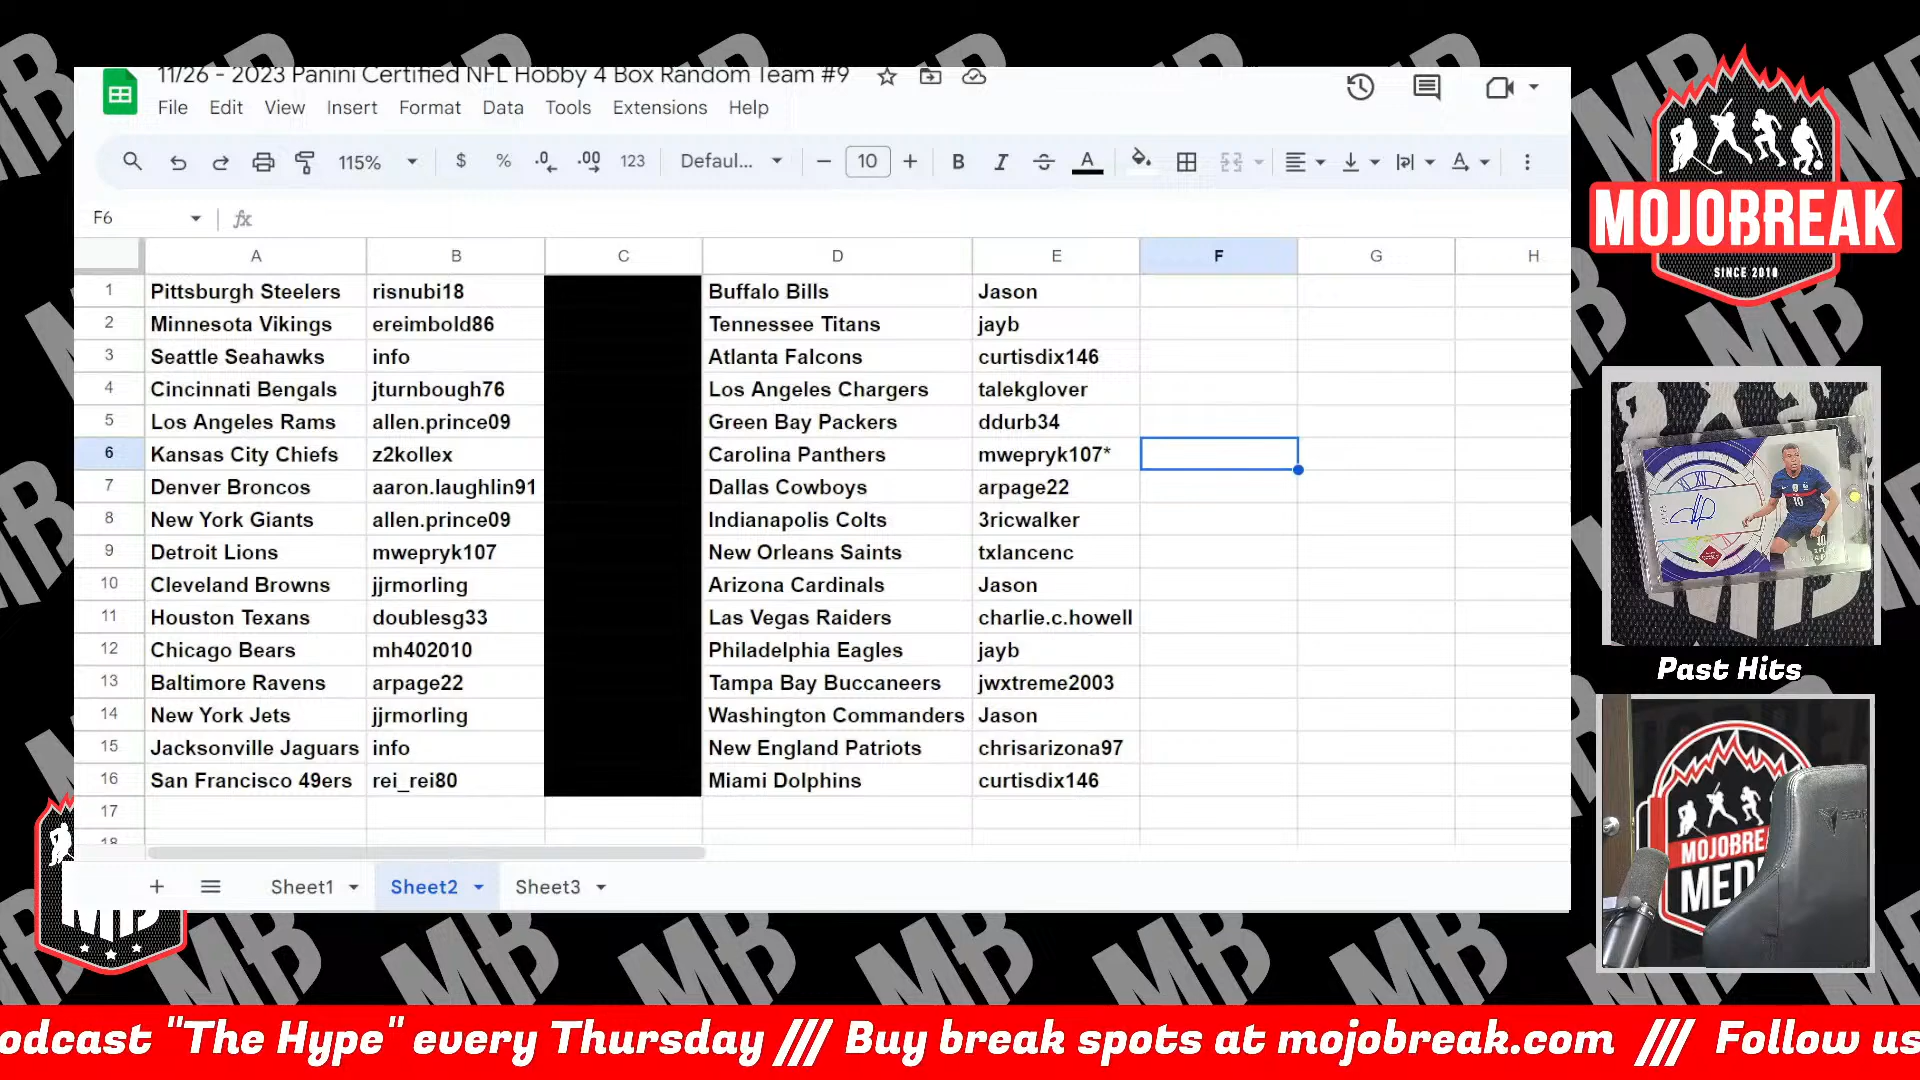 11/26 - 2023 Panini Certified NFL Hobby 4 Box Random Team #9
File Edit View Insert Format Data Tools Extensions Help
115% $ % .0 .00 123 Defaul... 10 B I A
F6 fx
A B C D E F G H
1 Pittsburgh Steelers risnubi18 Buffalo Bills Jason
2 Minnesota Vikings ereimbold86 Tennessee Titans jayb
3 Seattle Seahawks info Atlanta Falcons curtisdix146
4 Cincinnati Bengals jturnbough76 Los Angeles Chargers talekglover
5 Los Angeles Rams allen.prince09 Green Bay Packers ddurb34
6 Kansas City Chiefs z2kollex Carolina Panthers mwepryk107*
7 Denver Broncos aaron.laughlin91 Dallas Cowboys arpage22
8 New York Giants allen.prince09 Indianapolis Colts 3ricwalker
9 Detroit Lions mwepryk107 New Orleans Saints txlancenc
10 Cleveland Browns jjrmorling Arizona Cardinals Jason
11 Houston Texans doublesg33 Las Vegas Raiders charlie.c.howell
12 Chicago Bears mh402010 Philadelphia Eagles jayb
13 Baltimore Ravens arpage22 Tampa Bay Buccaneers jwxtreme2003
14 New York Jets jjrmorling Washington Commanders Jason
15 Jacksonville Jaguars info New England Patriots chrisarizona97
16 San Francisco 49ers rei_rei80 Miami Dolphins curtisdix146
17
18
Sheet1 Sheet2 Sheet3
MOJOBREAK
SINCE 2010
Past Hits
MOJOBREAK
MEDI
MB
odcast "The Hype" every Thursday /// Buy break spots at mojobreak.com /// Follow us